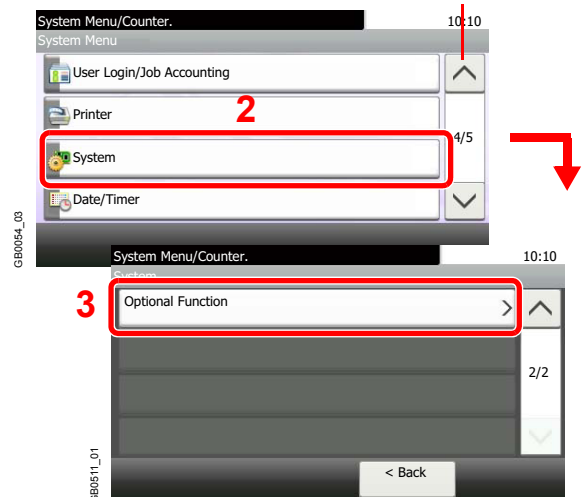 System Menu/Counter. 10:10
System Menu
User Login/Job Accounting
Printer
2
4/5
System
Date/Timer
GB0054_03
System Menu/Counter. 10:10
System
3
Optional Function
2/2
GB0511_01
< Back